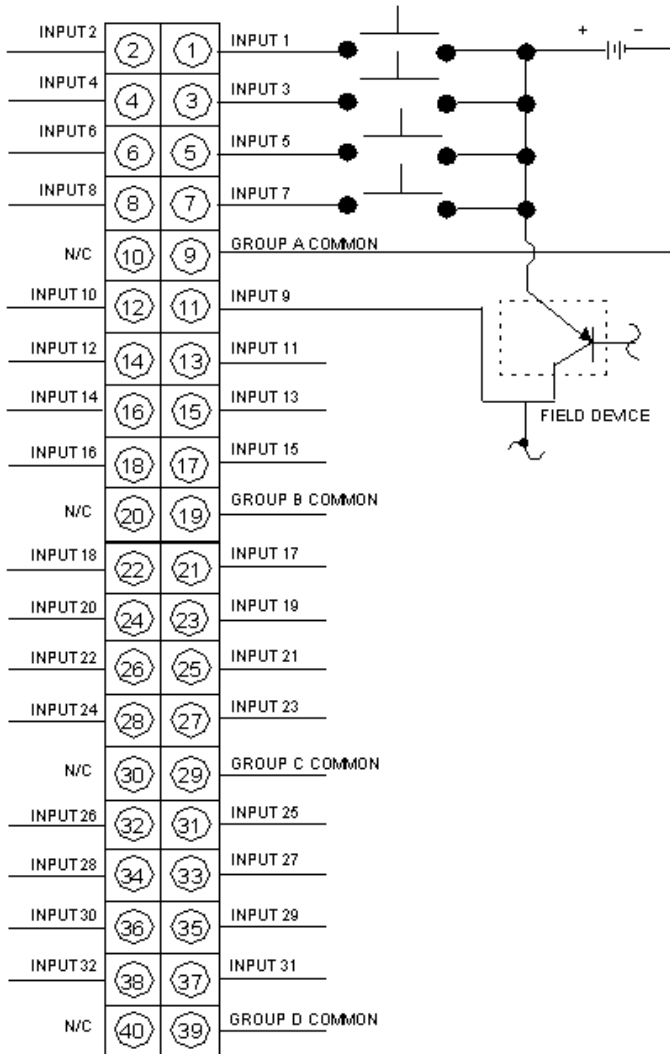 INPUT 2 2 1 INPUT 1 + −
INPUT 4 4 3 INPUT 3
INPUT 6 6 5 INPUT 5
INPUT 8 8 7 INPUT 7
N/C 10 9 GROUP A COMMON
INPUT 10 12 11 INPUT 9
INPUT 12 14 13 INPUT 11
INPUT 14 16 15 INPUT 13
FIELD DEVICE
INPUT 16 18 17 INPUT 15
N/C 20 19 GROUP B COMMON
INPUT 18 22 21 INPUT 17
INPUT 20 24 23 INPUT 19
INPUT 22 26 25 INPUT 21
INPUT 24 28 27 INPUT 23
N/C 30 29 GROUP C COMMON
INPUT 26 32 31 INPUT 25
INPUT 28 34 33 INPUT 27
INPUT 30 36 35 INPUT 29
INPUT 32 38 37 INPUT 31
N/C 40 39 GROUP D COMMON